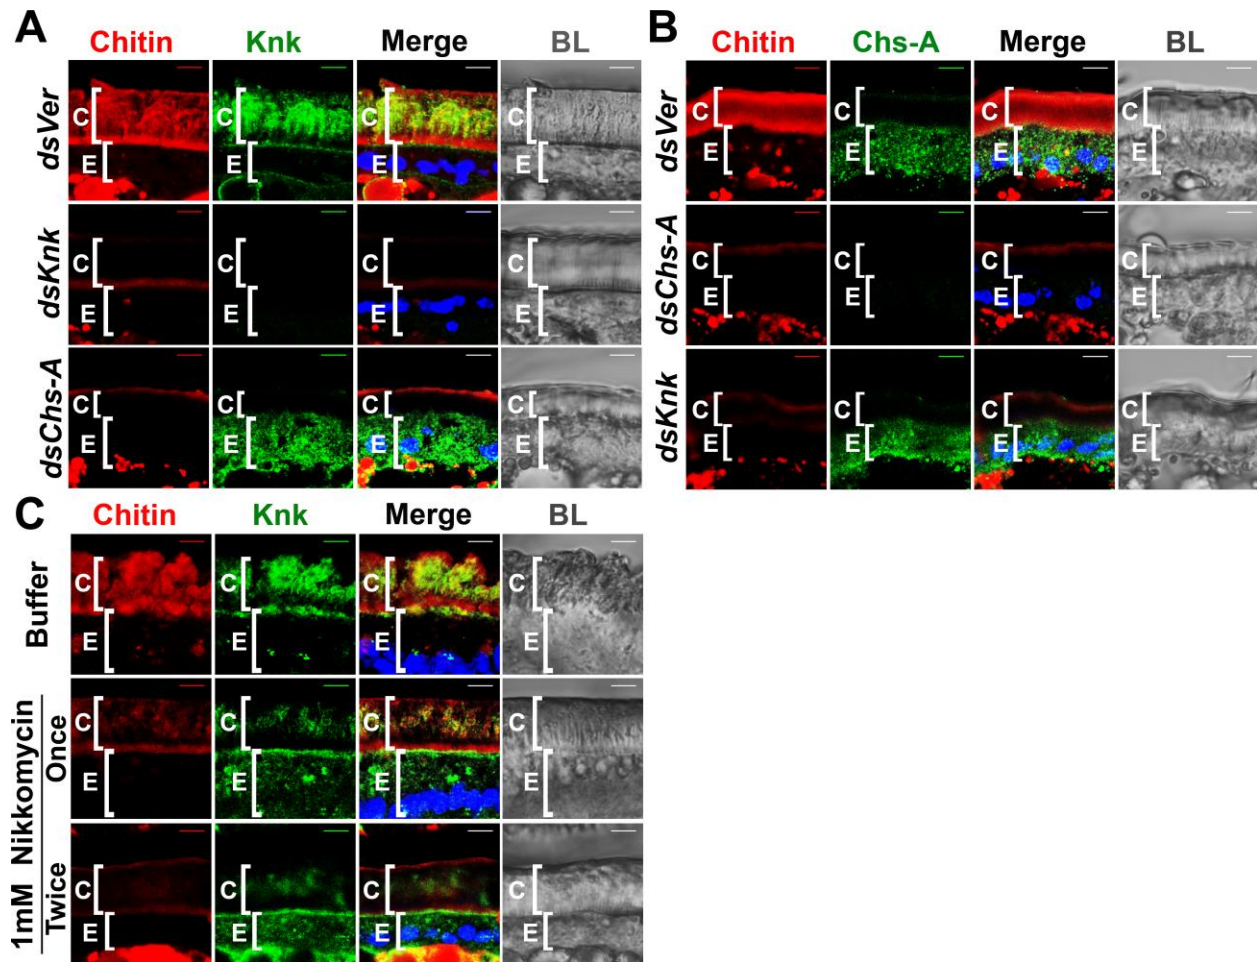 A
Chitin Knk Merge BL
dsVer
C C C C
E E E E
dsKnk
C C C C
E E E E
dsChs-A
C C C C
E E E E
B
Chitin Chs-A Merge BL
dsVer
C C C C
E E E E
dsChs-A
C C C C
E E E E
dsKnk
C C C C
E E E E
C
Chitin Knk Merge BL
Buffer
C C C C
E E E E
1mM Nikkomycin
Once
C C C C
E E E E
Twice
C C C C
E E E E